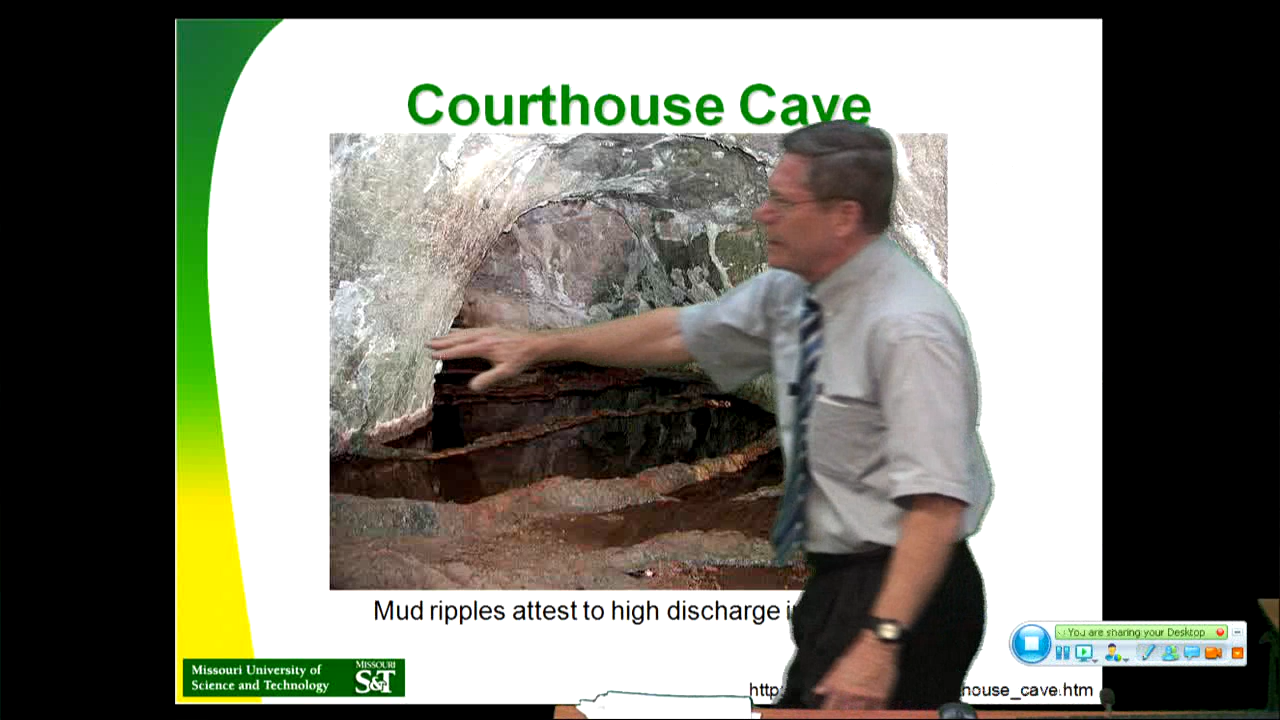 Courthouse Cave
Mud ripples attest to high discharge
You are sharing your Desktop
Missouri University of
Science and Technology
MISSOURI
S&T
http
house_cave.htm